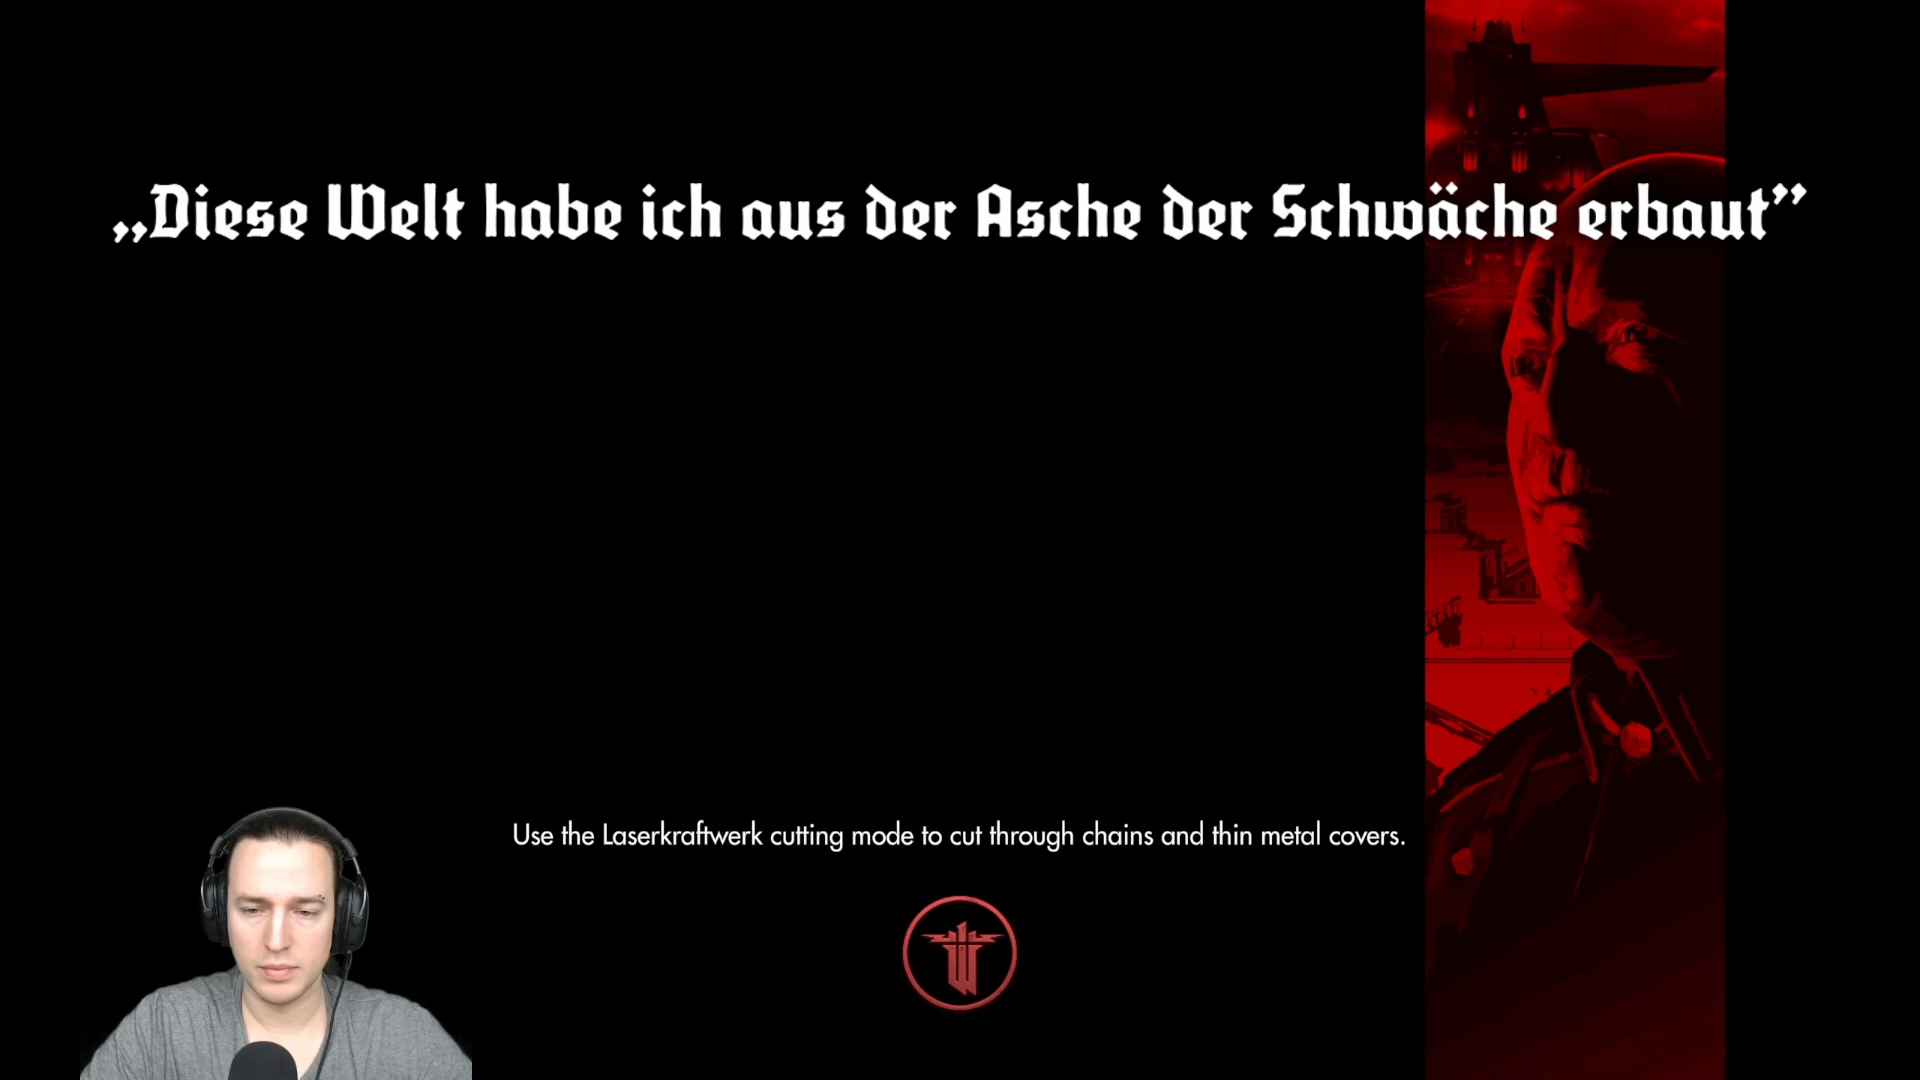 „Diese Welt habe ich aus der Asche der Schwäche erbaut”
Use the Laserkraftwerk cutting mode to cut through chains and thin metal covers.